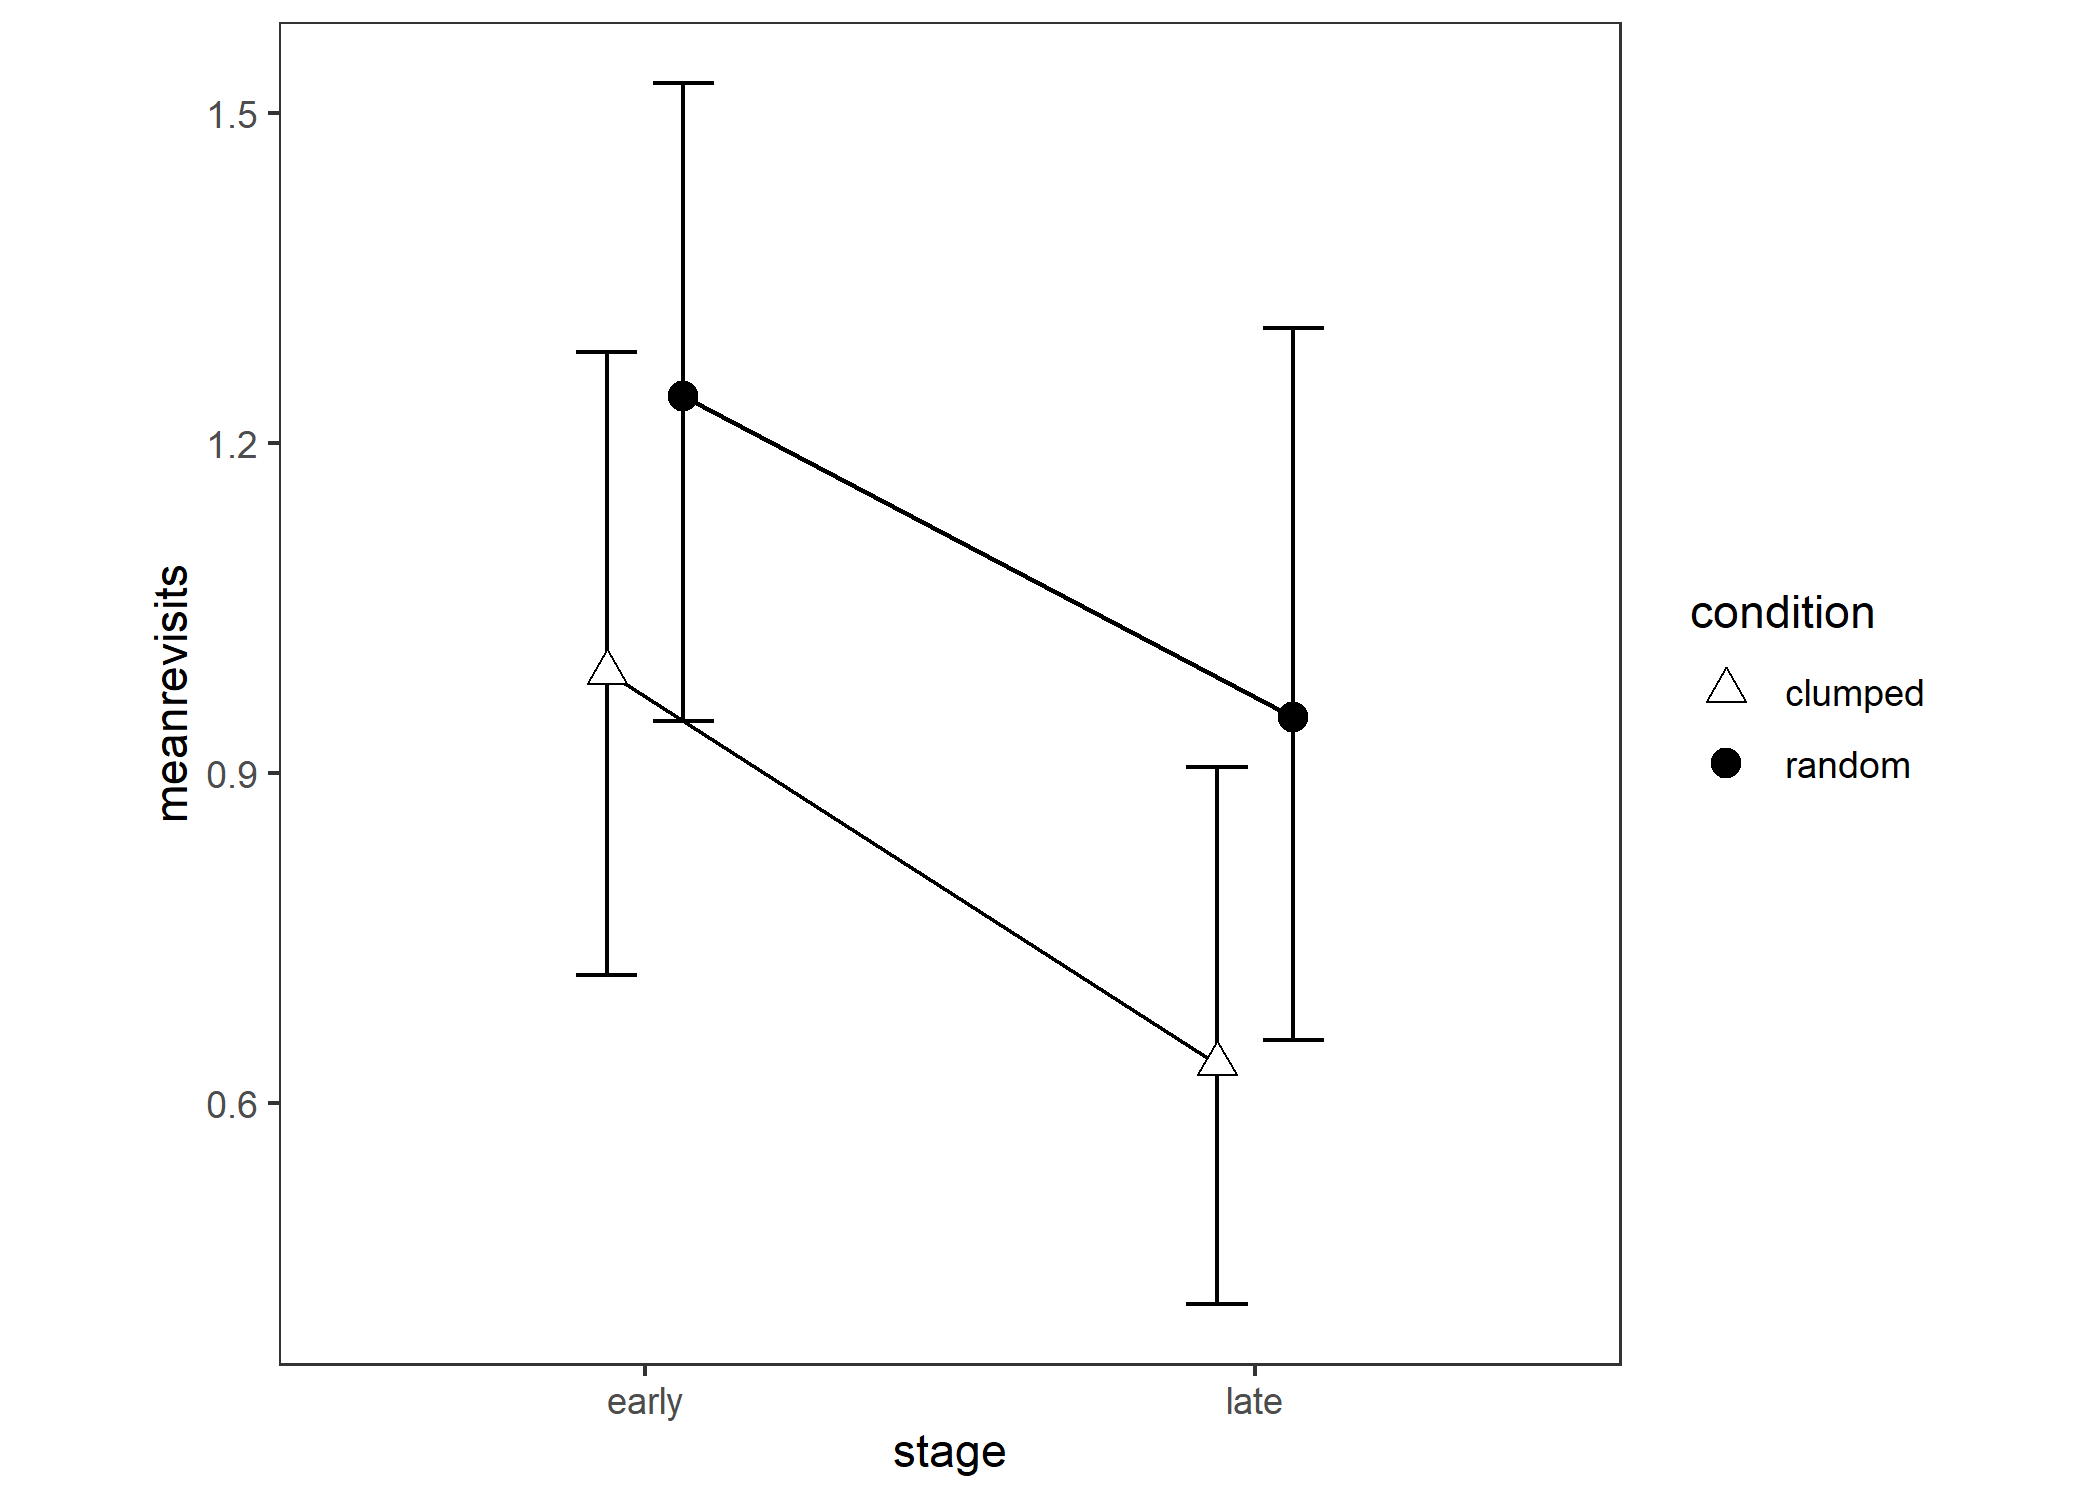 1.5
1.2
0.9
0.6
meanrevisits
early
late
stage
condition
clumped
random